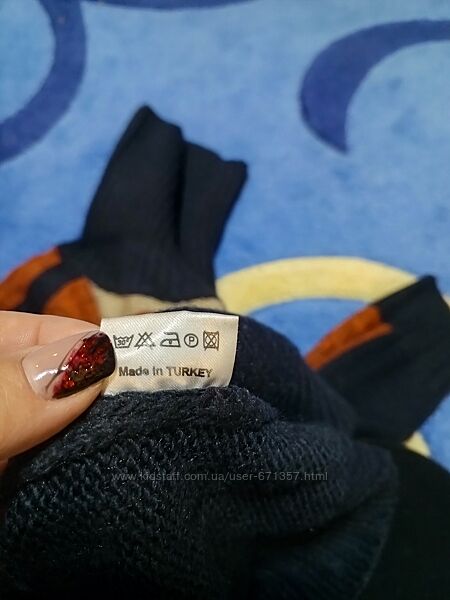 30°
P
Made in TURKEY
www.kidstaff.com.ua/user-671357.html